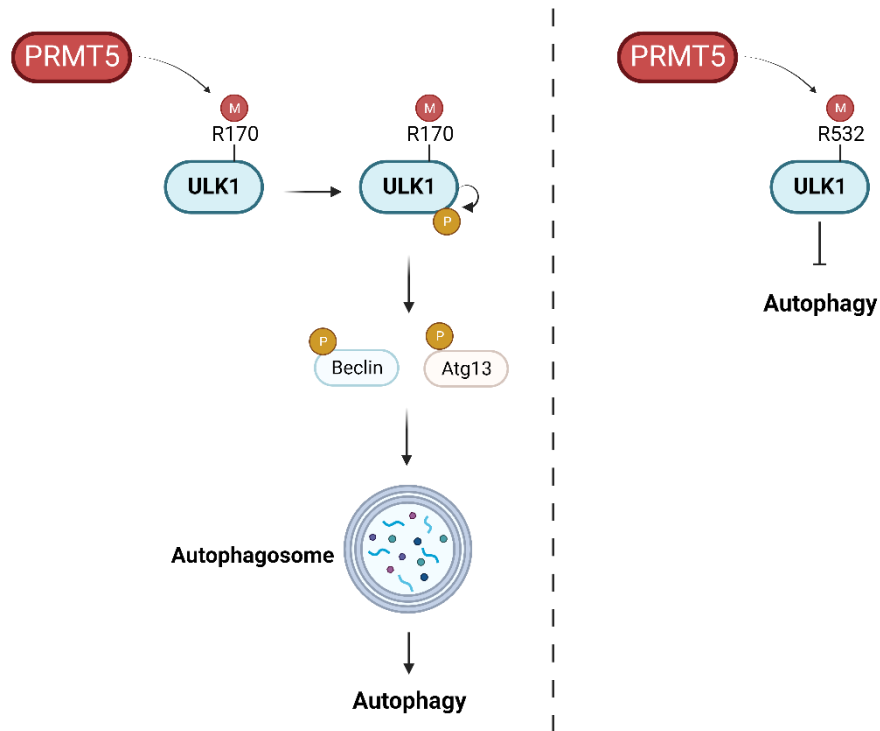 PRMT5
M
R170
ULK1
M
R170
ULK1
P
P
Beclin
P
Atg13
Autophagosome
Autophagy
PRMT5
M
R532
ULK1
Autophagy